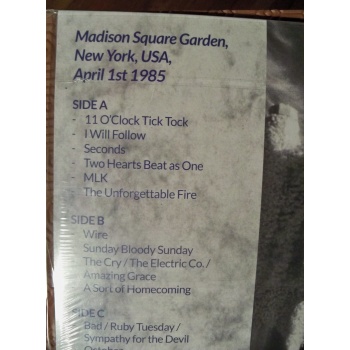 Madison Square Garden,
New York, USA,
April 1st 1985
SIDE A
- 11 O'Clock Tick Tock
- I Will Follow
- Seconds
- Two Hearts Beat as One
- MLK
- The Unforgettable Fire
SIDE B
- Wire
Sunday Bloody Sunday
The Cry / The Electric Co. /
Amazing Grace
A Sort of Homecoming
SIDE C
- Bad / Ruby Tuesday /
Sympathy for the Devil
October